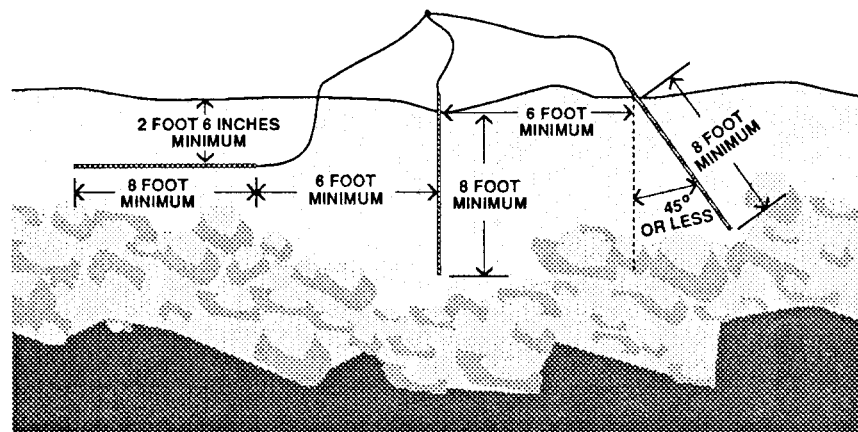 2 FOOT 6 INCHES
MINIMUM
8 FOOT
MINIMUM
6 FOOT
MINIMUM
8 FOOT
MINIMUM
6 FOOT
MINIMUM
45°
OR LESS
8 FOOT
MINIMUM